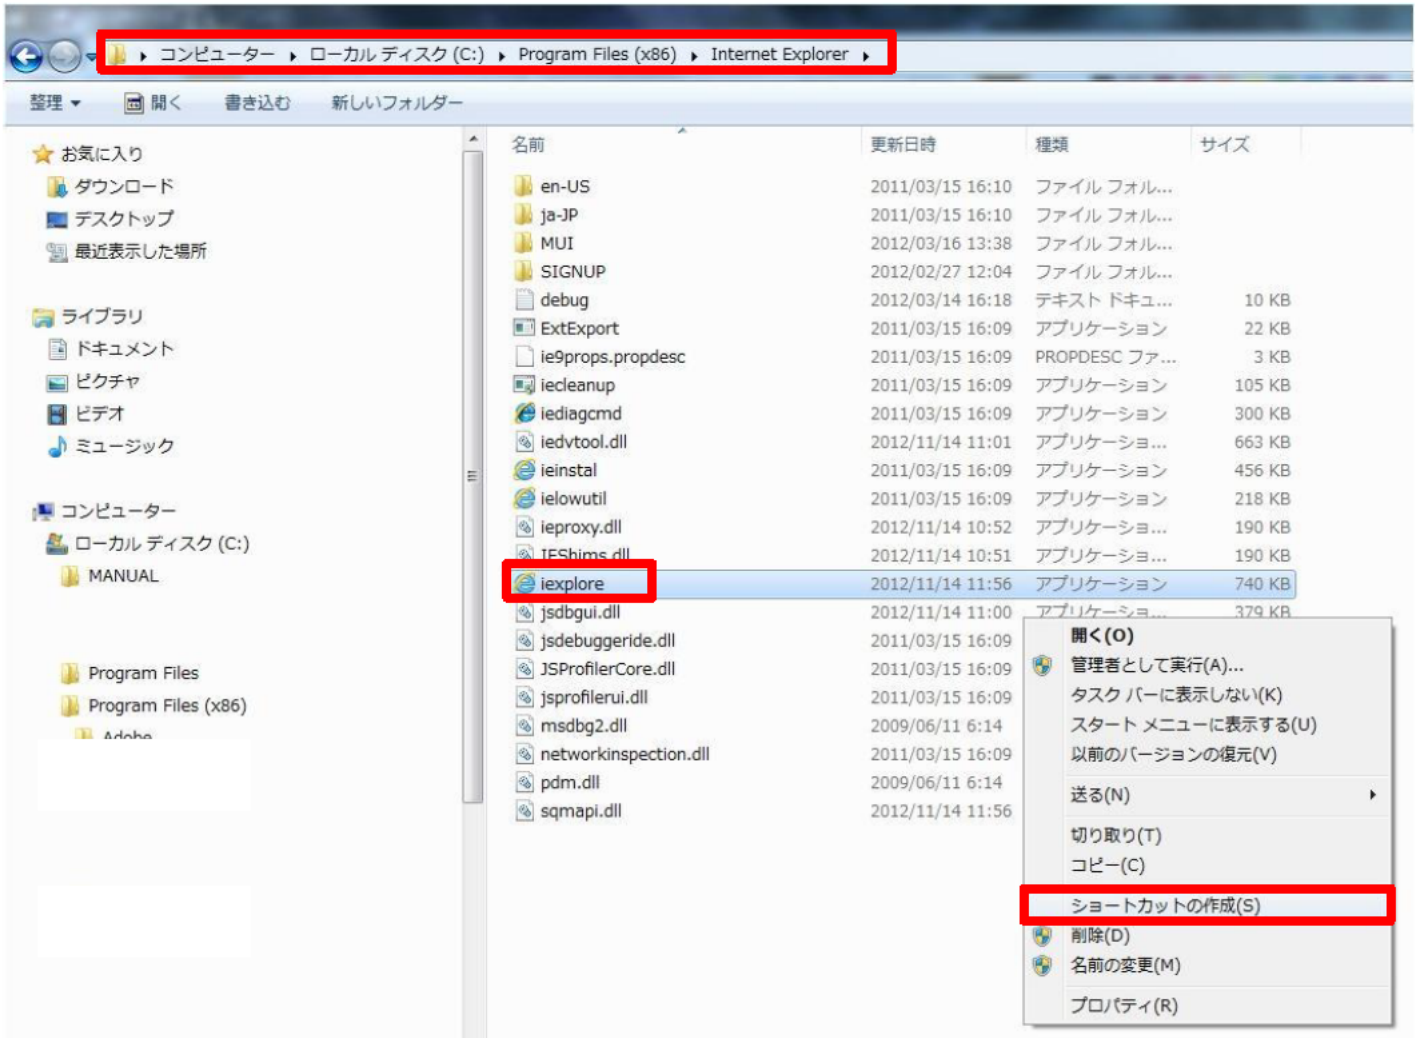 コンピューター ▸ ローカル ディスク (C:) ▸ Program Files (x86) ▸ Internet Explorer ▸
整理 ▼ 開く 書き込む 新しいフォルダー
お気に入り
ダウンロード
デスクトップ
最近表示した場所
ライブラリ
ドキュメント
ピクチャ
ビデオ
ミュージック
コンピューター
ローカル ディスク (C:)
MANUAL
Program Files
Program Files (x86)
Adobe
名前 更新日時 種類 サイズ
en-US 2011/03/15 16:10 ファイル フォル...
ja-JP 2011/03/15 16:10 ファイル フォル...
MUI 2012/03/16 13:38 ファイル フォル...
SIGNUP 2012/02/27 12:04 ファイル フォル...
debug 2012/03/14 16:18 テキスト ドキュ... 10 KB
ExtExport 2011/03/15 16:09 アプリケーション 22 KB
ie9props.propdesc 2011/03/15 16:09 PROPDESC ファ... 3 KB
iecleanup 2011/03/15 16:09 アプリケーション 105 KB
iediagcmd 2011/03/15 16:09 アプリケーション 300 KB
iedvtool.dll 2012/11/14 11:01 アプリケーショ... 663 KB
ieinstal 2011/03/15 16:09 アプリケーション 456 KB
ielowutil 2011/03/15 16:09 アプリケーション 218 KB
ieproxy.dll 2012/11/14 10:52 アプリケーショ... 190 KB
IEShims.dll 2012/11/14 10:51 アプリケーショ... 190 KB
iexplore 2012/11/14 11:56 アプリケーション 740 KB
jsdbgui.dll 2012/11/14 11:00 アプリケーショ... 379 KB
jsdebuggeride.dll 2011/03/15 16:09
JSProfilerCore.dll 2011/03/15 16:09
jsprofilerui.dll 2011/03/15 16:09
msdbg2.dll 2009/06/11 6:14
networkinspection.dll 2011/03/15 16:09
pdm.dll 2009/06/11 6:14
sqmapi.dll 2012/11/14 11:56
開く(O)
管理者として実行(A)...
タスク バーに表示しない(K)
スタート メニューに表示する(U)
以前のバージョンの復元(V)
送る(N)
切り取り(T)
コピー(C)
ショートカットの作成(S)
削除(D)
名前の変更(M)
プロパティ(R)